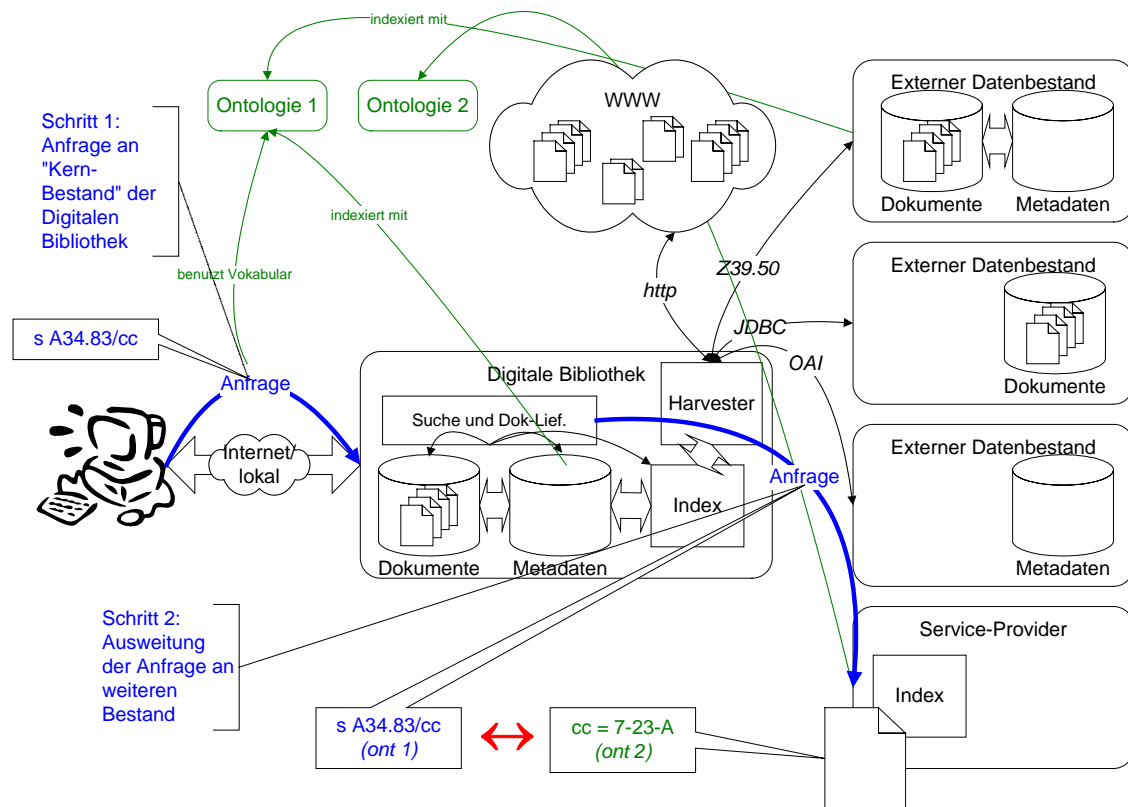 indexiert mit
Ontologie 1
Ontologie 2
WWW
Externer Datenbestand
Dokumente
Metadaten
Schritt 1:
Anfrage an
"Kern-
Bestand" der
Digitalen
Bibliothek
indexiert mit
benutzt Vokabular
http
Z39.50
JDBC
OAI
Externer Datenbestand
Dokumente
s A34.83/cc
Anfrage
Internet/
lokal
Digitale Bibliothek
Suche und Dok-Lief.
Harvester
Dokumente
Metadaten
Index
Anfrage
Externer Datenbestand
Metadaten
Schritt 2:
Ausweitung
der Anfrage an
weiteren
Bestand
s A34.83/cc
(ont 1)
cc = 7-23-A
(ont 2)
Service-Provider
Index